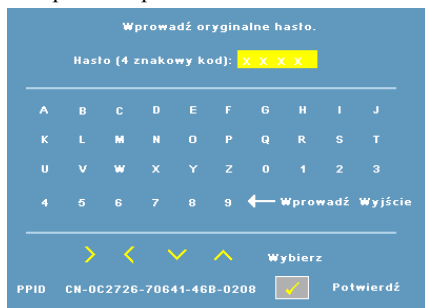 Wprowadź oryginalne hasło.
Hasło (4 znakowy kod): X X X X
A B C D E F G H I J
K L M N O P Q R S T
U V W X Y Z 0 1 2 3
4 5 6 7 8 9 Wprowadź Wyjście
Wybierz
PPID CN-0C2726-70641-46B-0208 Potwierdź